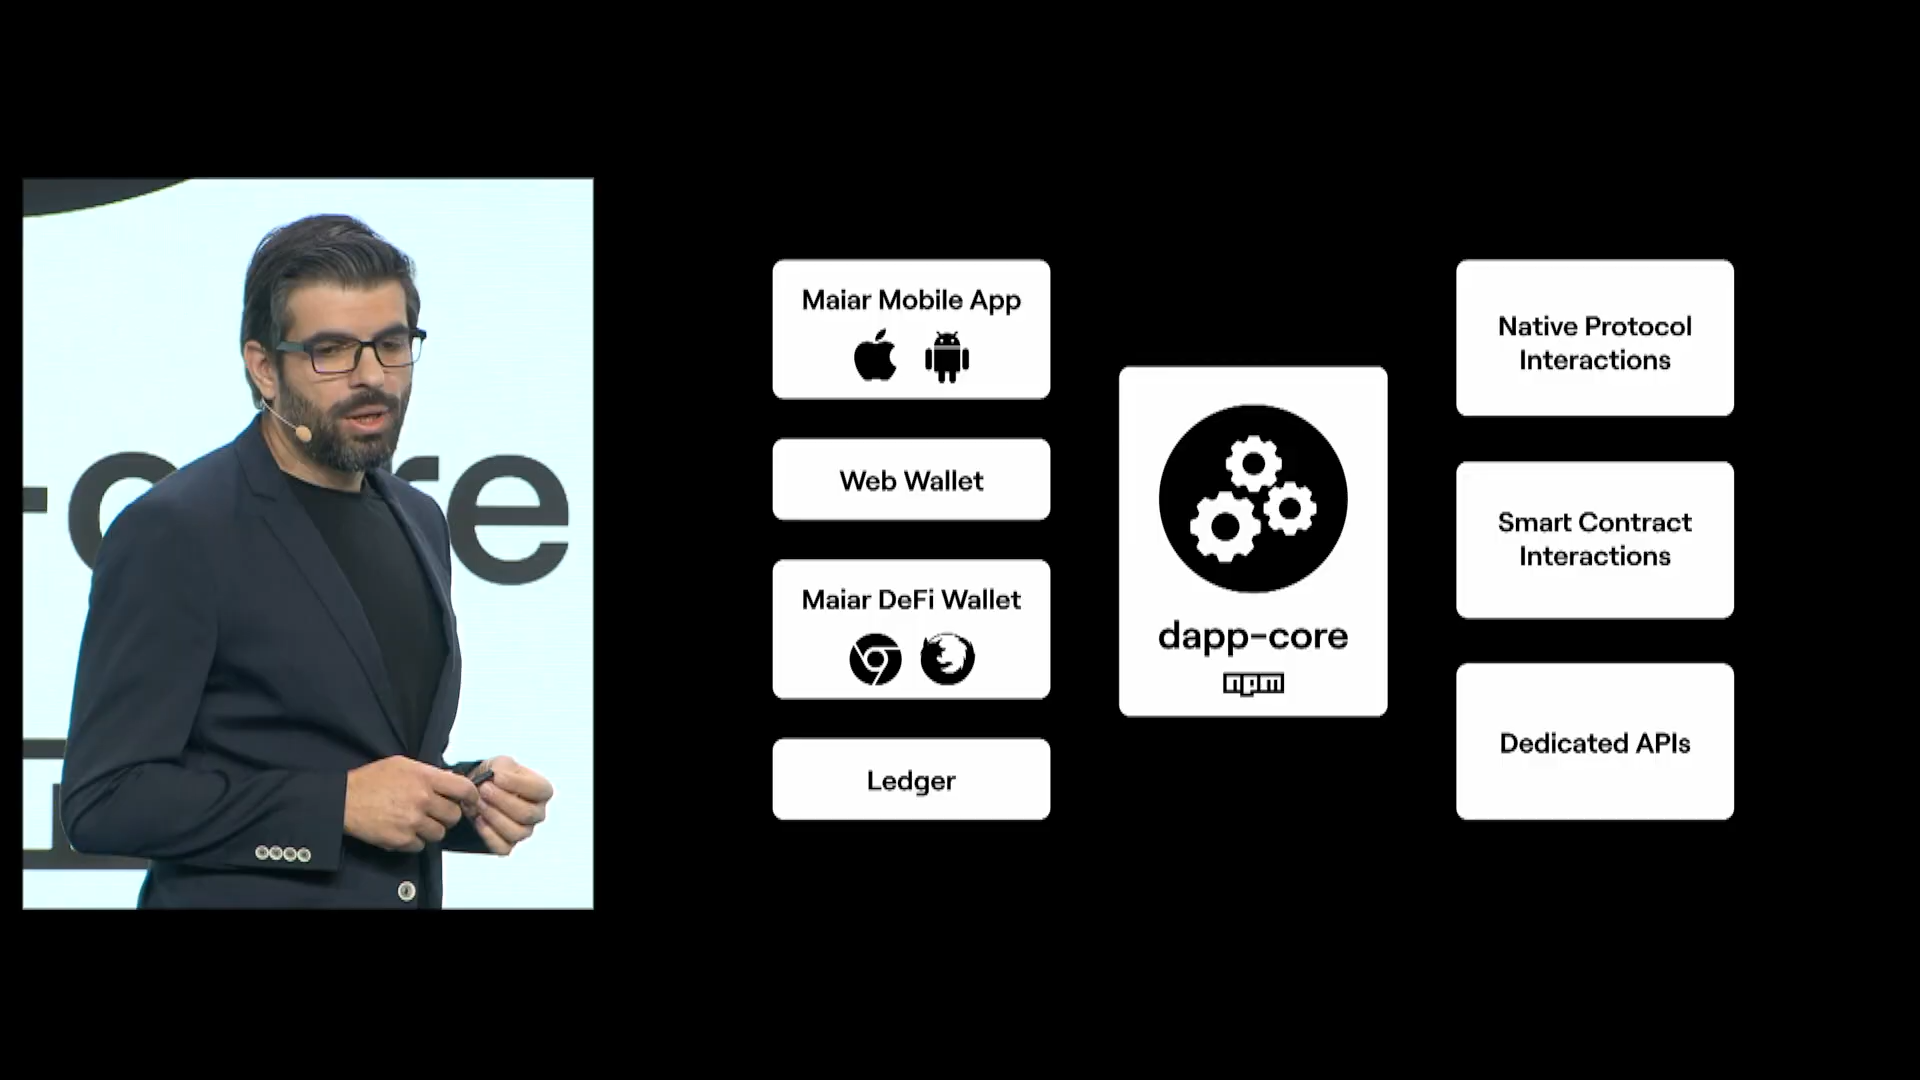 -c re
Maiar Mobile App
Web Wallet
Maiar DeFi Wallet
Ledger
dapp-core
npm
Native Protocol
Interactions
Smart Contract
Interactions
Dedicated APIs